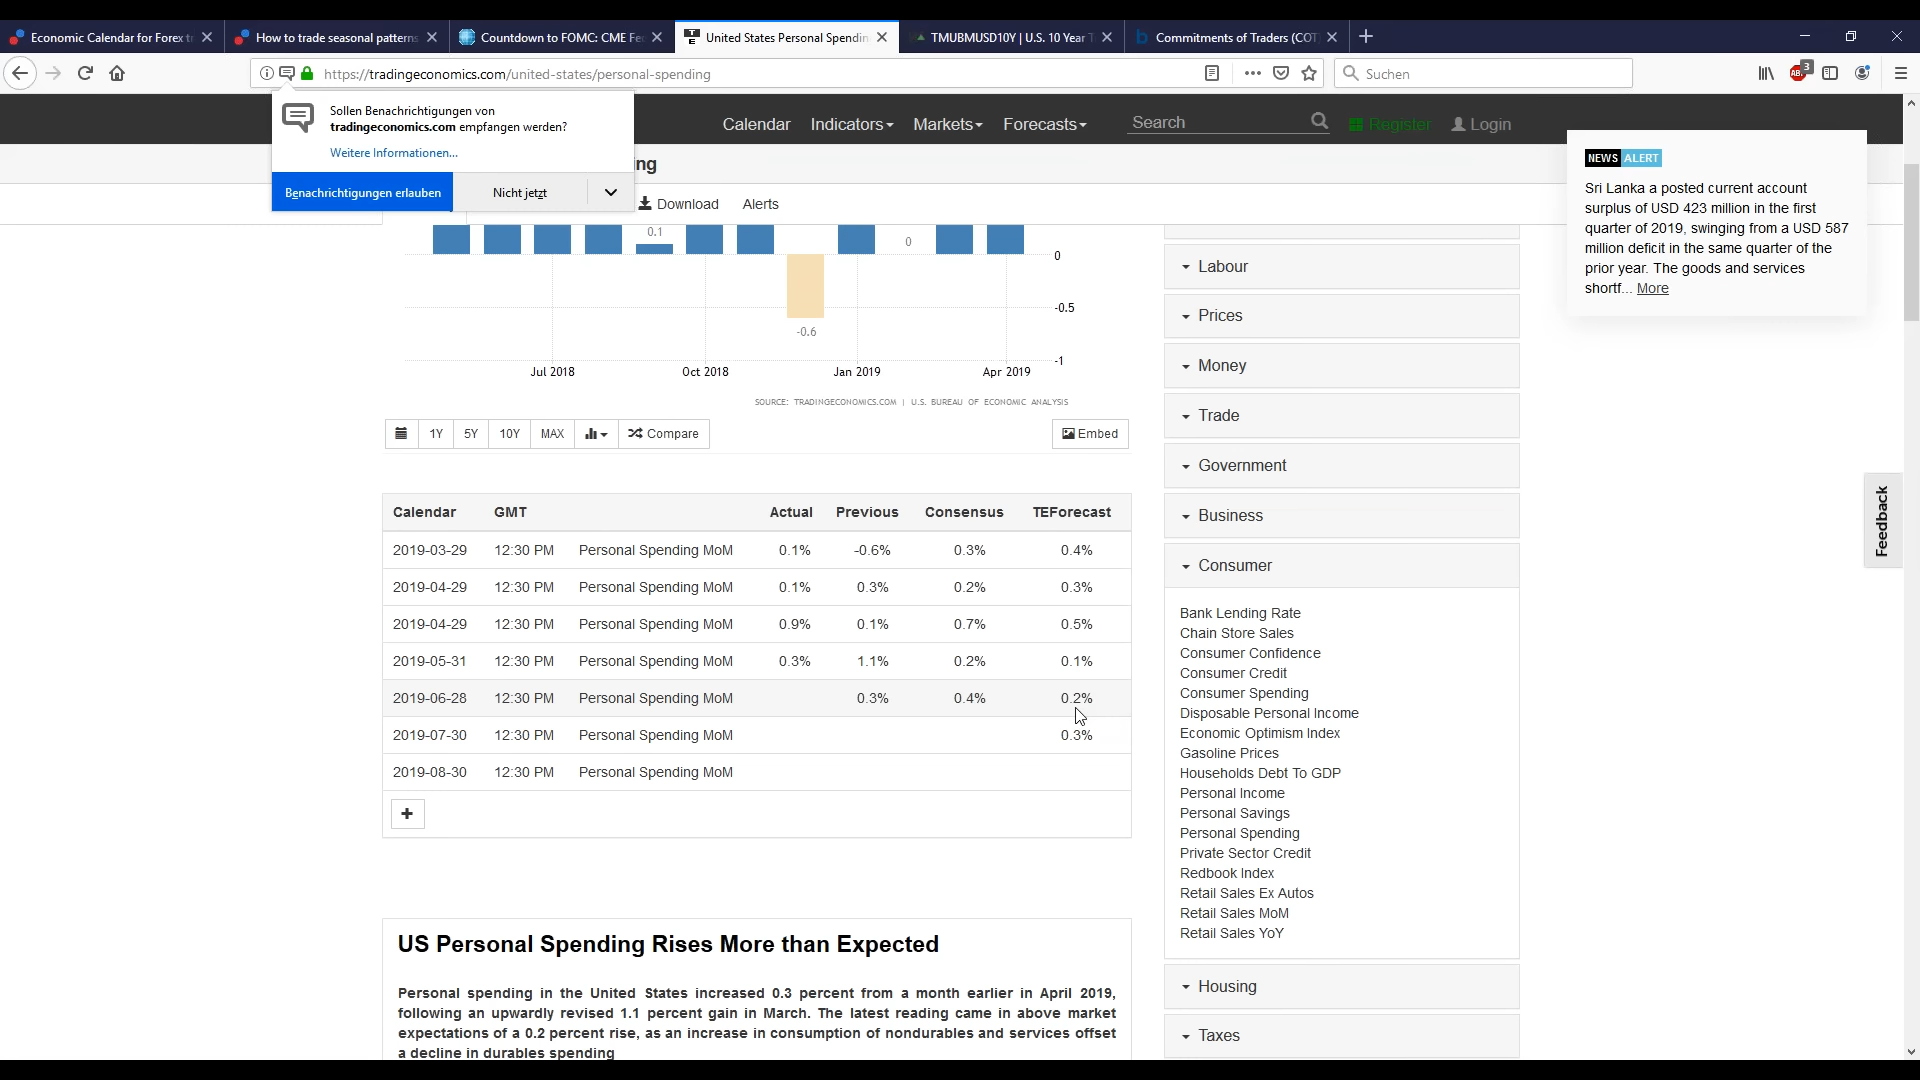 Economic Calendar for Forex tr
How to trade seasonal patterns
Countdown to FOMC: CME Fe
United States Personal Spendin
TMUBMUSD10Y | U.S. 10 Year T
Commitments of Traders (COT
https://tradingeconomics.com/united-states/personal-spending
Suchen
3
Sollen Benachrichtigungen von
tradingeconomics.com empfangen werden?
Weitere Informationen...
Benachrichtigungen erlauben
Nicht jetzt
Calendar
Indicators
Markets
Forecasts
Search
Register
Login
ng
Download
Alerts
NEWS ALERT
Sri Lanka a posted current account
surplus of USD 423 million in the first
quarter of 2019, swinging from a USD 587
million deficit in the same quarter of the
prior year. The goods and services
shortf... More
0.1
0
-0.6
0
-0.5
-1
Jul 2018
Oct 2018
Jan 2019
Apr 2019
SOURCE: TRADINGECONOMICS.COM | U.S. BUREAU OF ECONOMIC ANALYSIS
1Y
5Y
10Y
MAX
Compare
Embed
Calendar GMT Actual Previous Consensus TEForecast
2019-03-29 12:30 PM Personal Spending MoM 0.1% -0.6% 0.3% 0.4%
2019-04-29 12:30 PM Personal Spending MoM 0.1% 0.3% 0.2% 0.3%
2019-04-29 12:30 PM Personal Spending MoM 0.9% 0.1% 0.7% 0.5%
2019-05-31 12:30 PM Personal Spending MoM 0.3% 1.1% 0.2% 0.1%
2019-06-28 12:30 PM Personal Spending MoM 0.3% 0.4% 0.2%
2019-07-30 12:30 PM Personal Spending MoM 0.3%
2019-08-30 12:30 PM Personal Spending MoM
US Personal Spending Rises More than Expected
Personal spending in the United States increased 0.3 percent from a month earlier in April 2019,
following an upwardly revised 1.1 percent gain in March. The latest reading came in above market
expectations of a 0.2 percent rise, as an increase in consumption of nondurables and services offset
a decline in durables spending
Labour
Prices
Money
Trade
Government
Business
Consumer
Bank Lending Rate
Chain Store Sales
Consumer Confidence
Consumer Credit
Consumer Spending
Disposable Personal Income
Economic Optimism Index
Gasoline Prices
Households Debt To GDP
Personal Income
Personal Savings
Personal Spending
Private Sector Credit
Redbook Index
Retail Sales Ex Autos
Retail Sales MoM
Retail Sales YoY
Housing
Taxes
Feedback